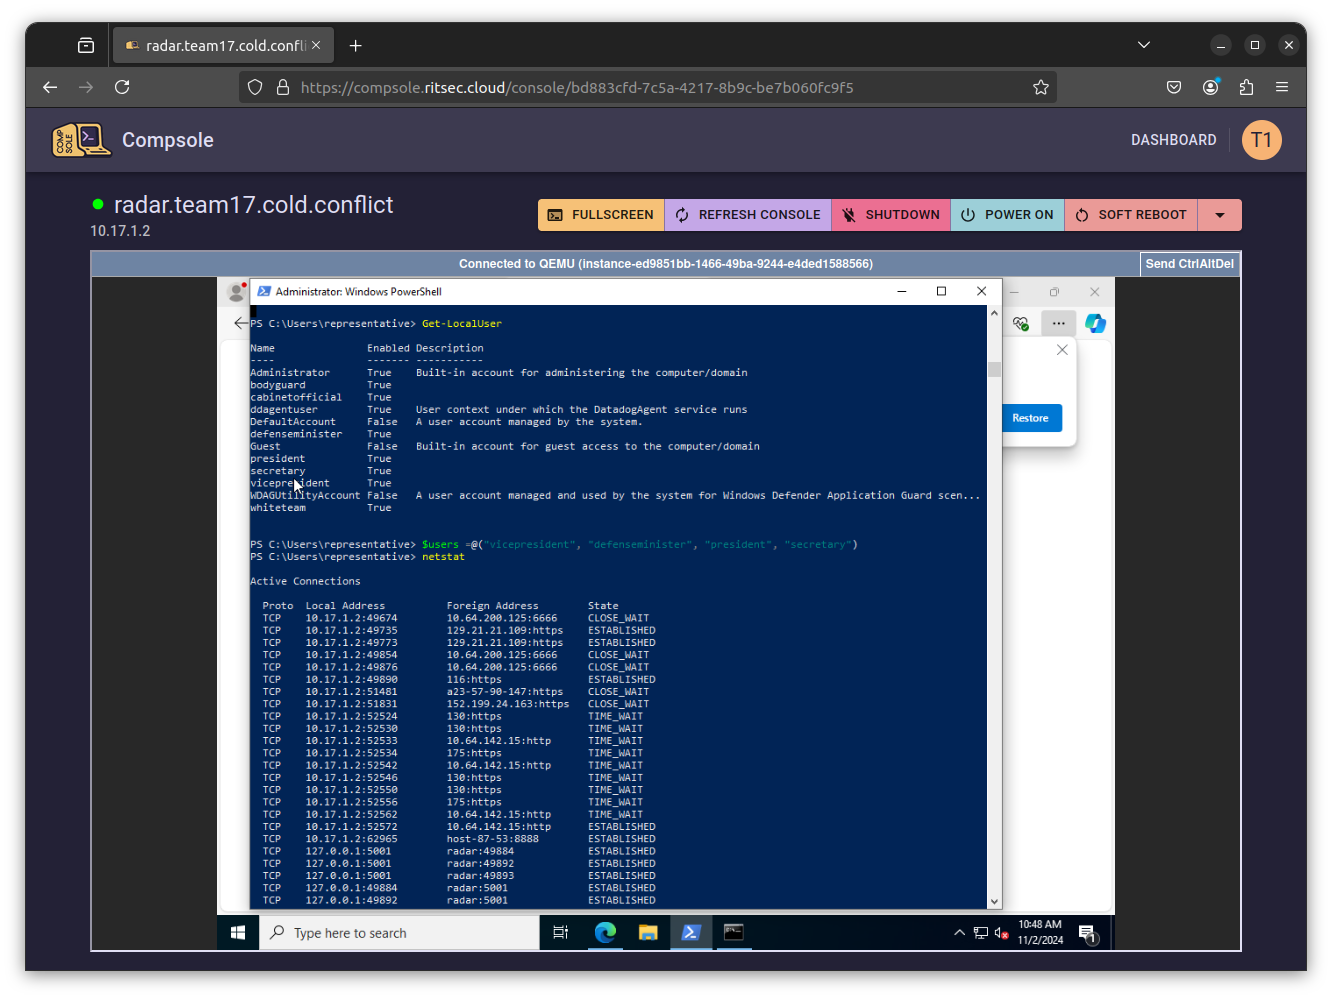 radar.team17.cold.confli
https://compsole.ritsec.cloud/console/bd883cfd-7c5a-4217-8b9c-be7b060fc9f5
COMP
SOLE
Compsole
DASHBOARD
T1
radar.team17.cold.conflict
10.17.1.2
FULLSCREEN
REFRESH CONSOLE
SHUTDOWN
POWER ON
SOFT REBOOT
Connected to QEMU (instance-ed9851bb-1466-49ba-9244-e4ded1588566)
Send CtrlAltDel
Administrator: Windows PowerShell
PS C:\Users\representative> Get-LocalUser
Name Enabled Description
---- ------- -----------
Administrator True Built-in account for administering the computer/domain
bodyguard True
cabinetofficial True
ddagentuser True User context under which the DatadogAgent service runs
DefaultAccount False A user account managed by the system.
defenseminister True
Guest False Built-in account for guest access to the computer/domain
president True
secretary True
vicepresident True
WDAGUtilityAccount False A user account managed and used by the system for Windows Defender Application Guard scen...
whiteteam True
PS C:\Users\representative> $users =@("vicepresident", "defenseminister", "president", "secretary")
PS C:\Users\representative> netstat
Active Connections
Proto Local Address Foreign Address State
TCP 10.17.1.2:49674 10.64.200.125:6666 CLOSE_WAIT
TCP 10.17.1.2:49735 129.21.21.109:https ESTABLISHED
TCP 10.17.1.2:49773 129.21.21.109:https ESTABLISHED
TCP 10.17.1.2:49854 10.64.200.125:6666 CLOSE_WAIT
TCP 10.17.1.2:49876 10.64.200.125:6666 CLOSE_WAIT
TCP 10.17.1.2:49890 116:https ESTABLISHED
TCP 10.17.1.2:51481 a23-57-90-147:https CLOSE_WAIT
TCP 10.17.1.2:51831 152.199.24.163:https CLOSE_WAIT
TCP 10.17.1.2:52524 130:https TIME_WAIT
TCP 10.17.1.2:52530 130:https TIME_WAIT
TCP 10.17.1.2:52533 10.64.142.15:http TIME_WAIT
TCP 10.17.1.2:52534 175:https TIME_WAIT
TCP 10.17.1.2:52542 10.64.142.15:http TIME_WAIT
TCP 10.17.1.2:52546 130:https TIME_WAIT
TCP 10.17.1.2:52550 130:https TIME_WAIT
TCP 10.17.1.2:52556 175:https TIME_WAIT
TCP 10.17.1.2:52562 10.64.142.15:http TIME_WAIT
TCP 10.17.1.2:52572 10.64.142.15:http ESTABLISHED
TCP 10.17.1.2:62965 host-87-53:8888 ESTABLISHED
TCP 127.0.0.1:5001 radar:49884 ESTABLISHED
TCP 127.0.0.1:5001 radar:49892 ESTABLISHED
TCP 127.0.0.1:5001 radar:49893 ESTABLISHED
TCP 127.0.0.1:49884 radar:5001 ESTABLISHED
TCP 127.0.0.1:49892 radar:5001 ESTABLISHED
Restore
Type here to search
10:48 AM
11/2/2024
1